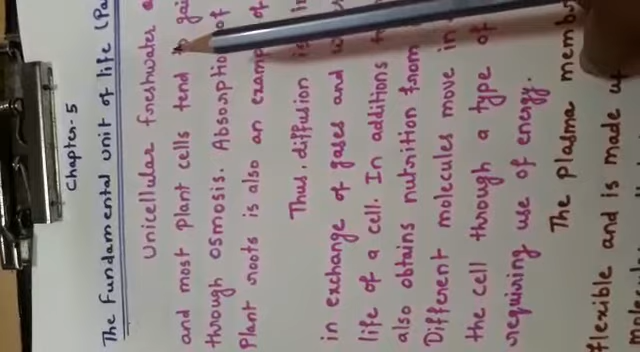 Chapter-5
The Fundamental unit of life (Pa
Unicellular freshwater
and most plant cells tend to gai
through osmosis. Absorption of
Plant roots is also an example of
Thus, diffusion is
in exchange of gases and
life of a cell. In additions
also obtains nutrition from
Different molecules move in
the cell through a type of
requiring use of energy.
The Plasma memb
flexible and is made u